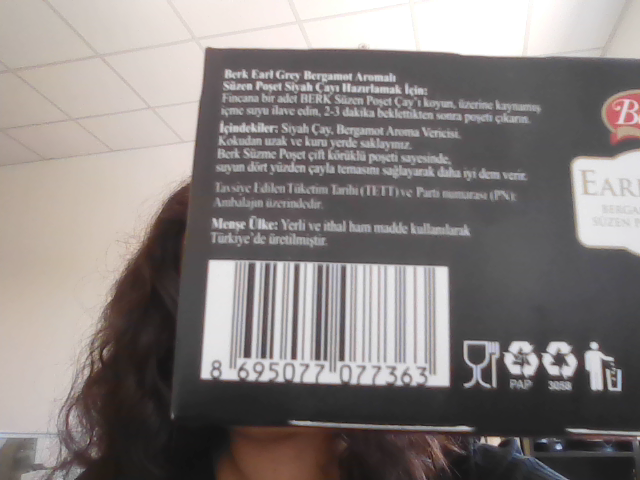 Berk Earl Grey Bergamot Aromalı
Süzen Poşet Siyah Çayı Hazırlamak İçin:
Fincana bir adet BERK Süzen Poşet Çay'ı koyun, üzerine kaynamış
içme suyu ilave edin, 2-3 dakika beklettikten sonra poşeti çıkarın.
İçindekiler: Siyah Çay, Bergamot Aroma Vericisi.
Kokudan uzak ve kuru yerde saklayınız.
Berk Süzme Poşet çift körüklü poşeti sayesinde,
suyun dört yüzden çayla temasını sağlayarak daha iyi dem verir.
Tavsiye Edilen Tüketim Tarihi (TETT) ve Parti numarası (PN):
Ambalajın üzerindedir.
Menşe Ülke: Yerli ve ithal ham madde kullanılarak
Türkiye'de üretilmiştir.
8 695077 077363
PAP
3058
B
EAR
BERGA
SÜZEN P